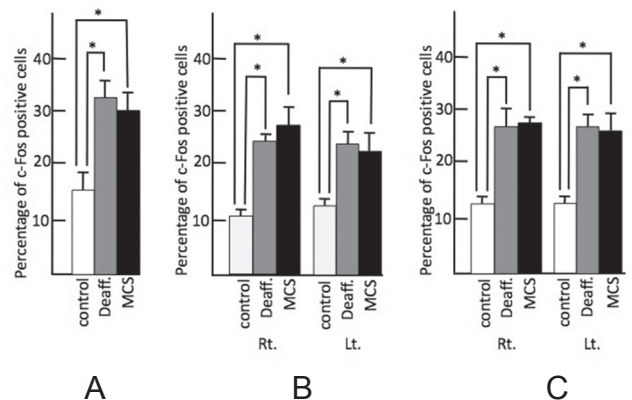 Percentage of c-Fos positive cells
40
30
20
10
*
*
control
Deaff.
MCS
A
Percentage of c-Fos positive cells
40
30
20
10
*
*
*
*
control
Deaff.
MCS
control
Deaff.
MCS
Rt.
Lt.
B
Percentage of c-Fos positive cells
40
30
20
10
*
*
*
*
control
Deaff.
MCS
control
Deaff.
MCS
Rt.
Lt.
C